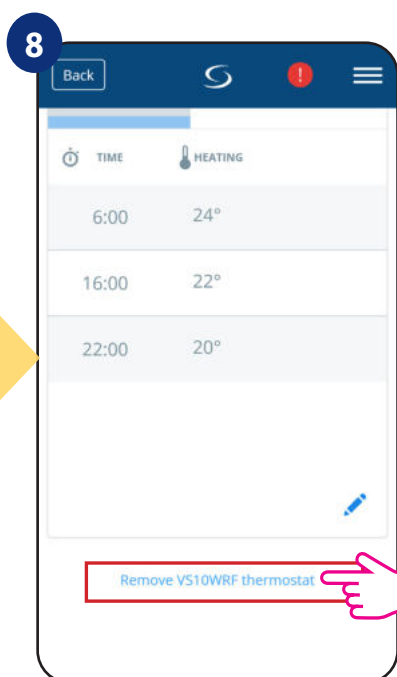 8
Back
TIME HEATING
6:00 24°
16:00 22°
22:00 20°
Remove VS10WRF thermostat